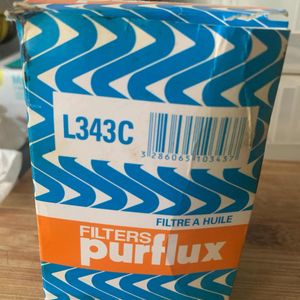 L343C
3 286065 103437
FILTRE A HUILE
FILTERS
purflux